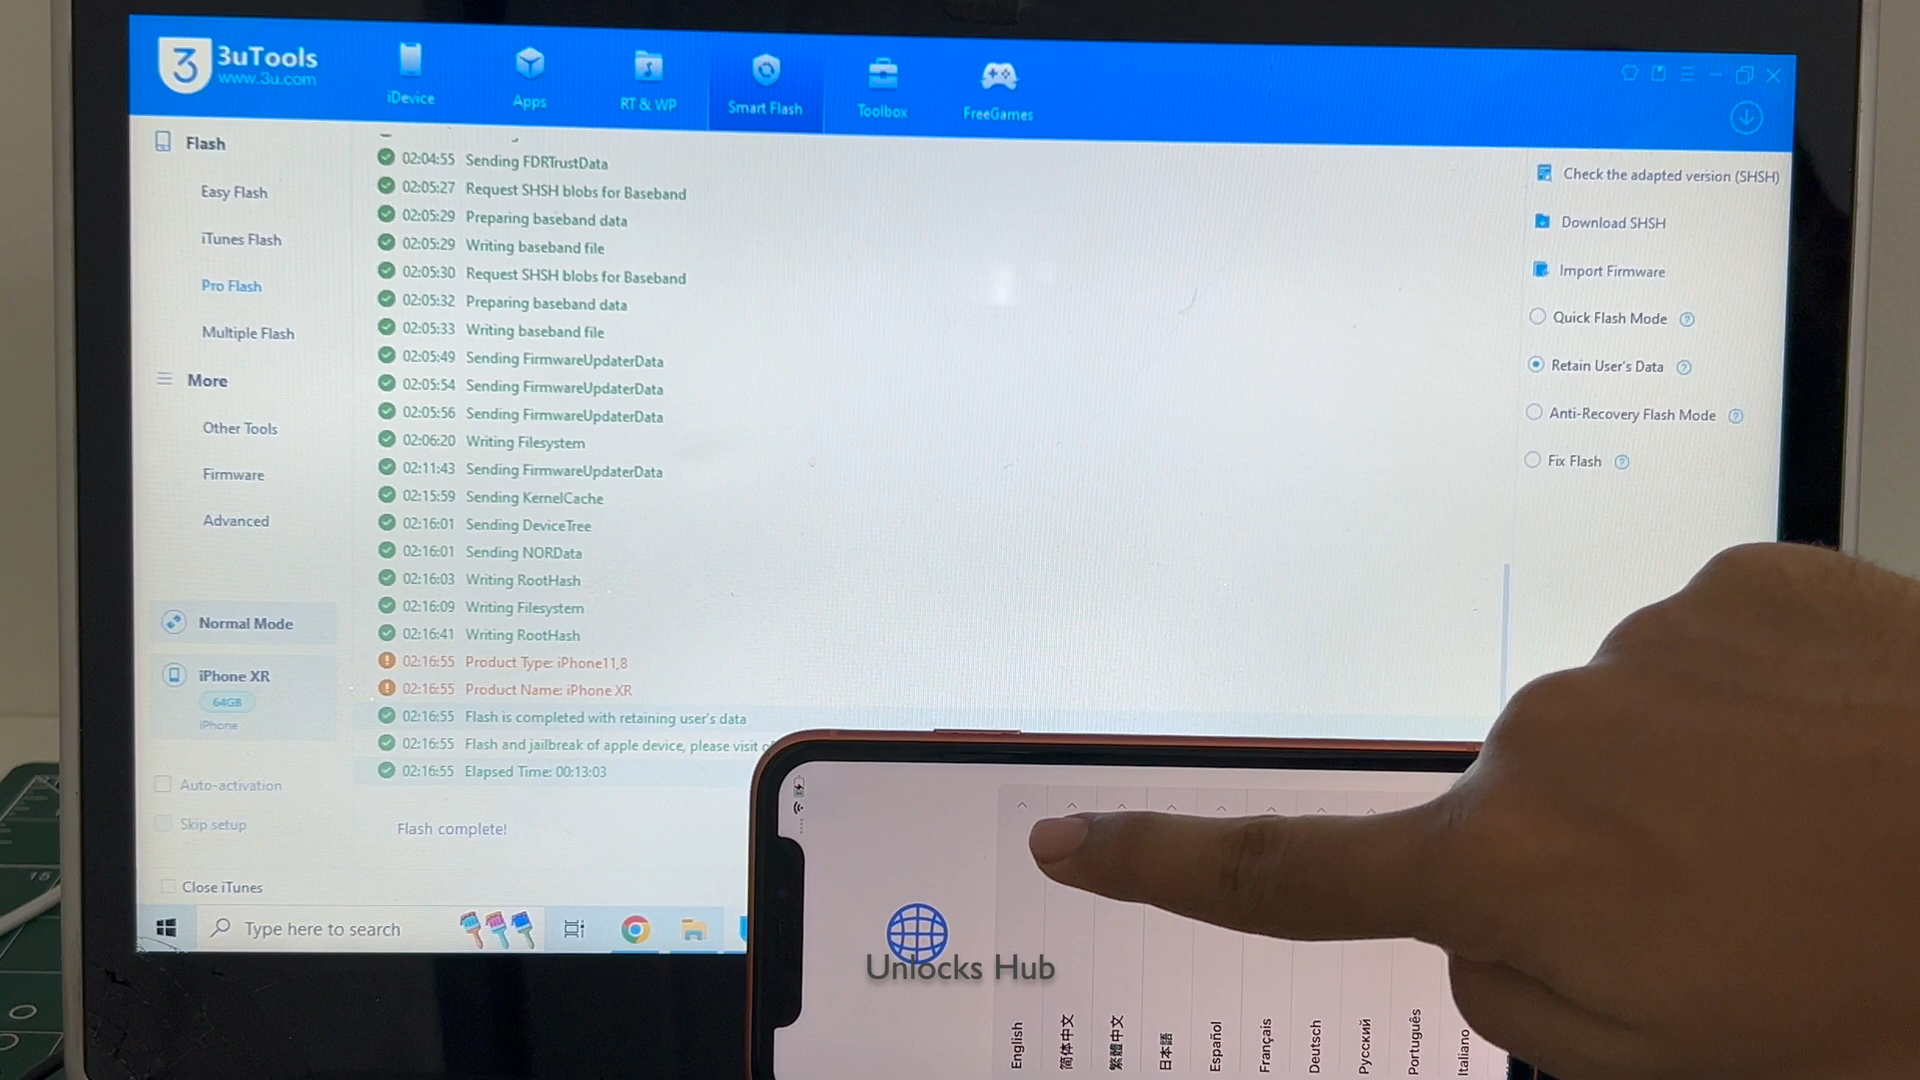 3uTools
www.3u.com
iDevice
Apps
RT & WP
Smart Flash
Toolbox
FreeGames
Flash
Easy Flash
iTunes Flash
Pro Flash
Multiple Flash
More
Other Tools
Firmware
Advanced
Normal Mode
iPhone XR
64GB
iPhone
Auto-activation
Skip setup
Close iTunes
02:04:55 Sending FDRTrustData
02:05:27 Request SHSH blobs for Baseband
02:05:29 Preparing baseband data
02:05:29 Writing baseband file
02:05:30 Request SHSH blobs for Baseband
02:05:32 Preparing baseband data
02:05:33 Writing baseband file
02:05:49 Sending FirmwareUpdaterData
02:05:54 Sending FirmwareUpdaterData
02:05:56 Sending FirmwareUpdaterData
02:06:20 Writing Filesystem
02:11:43 Sending FirmwareUpdaterData
02:15:59 Sending KernelCache
02:16:01 Sending DeviceTree
02:16:01 Sending NORData
02:16:03 Writing RootHash
02:16:09 Writing Filesystem
02:16:41 Writing RootHash
02:16:55 Product Type: iPhone11,8
02:16:55 Product Name: iPhone XR
02:16:55 Flash is completed with retaining user's data
02:16:55 Flash and jailbreak of apple device, please visit
02:16:55 Elapsed Time: 00:13:03
Flash complete!
Check the adapted version (SHSH)
Download SHSH
Import Firmware
Quick Flash Mode
Retain User's Data
Anti-Recovery Flash Mode
Fix Flash
Type here to search
Unlocks Hub
English
简体中文
繁體中文
日本語
Español
Français
Deutsch
Русский
Português
Italiano
15